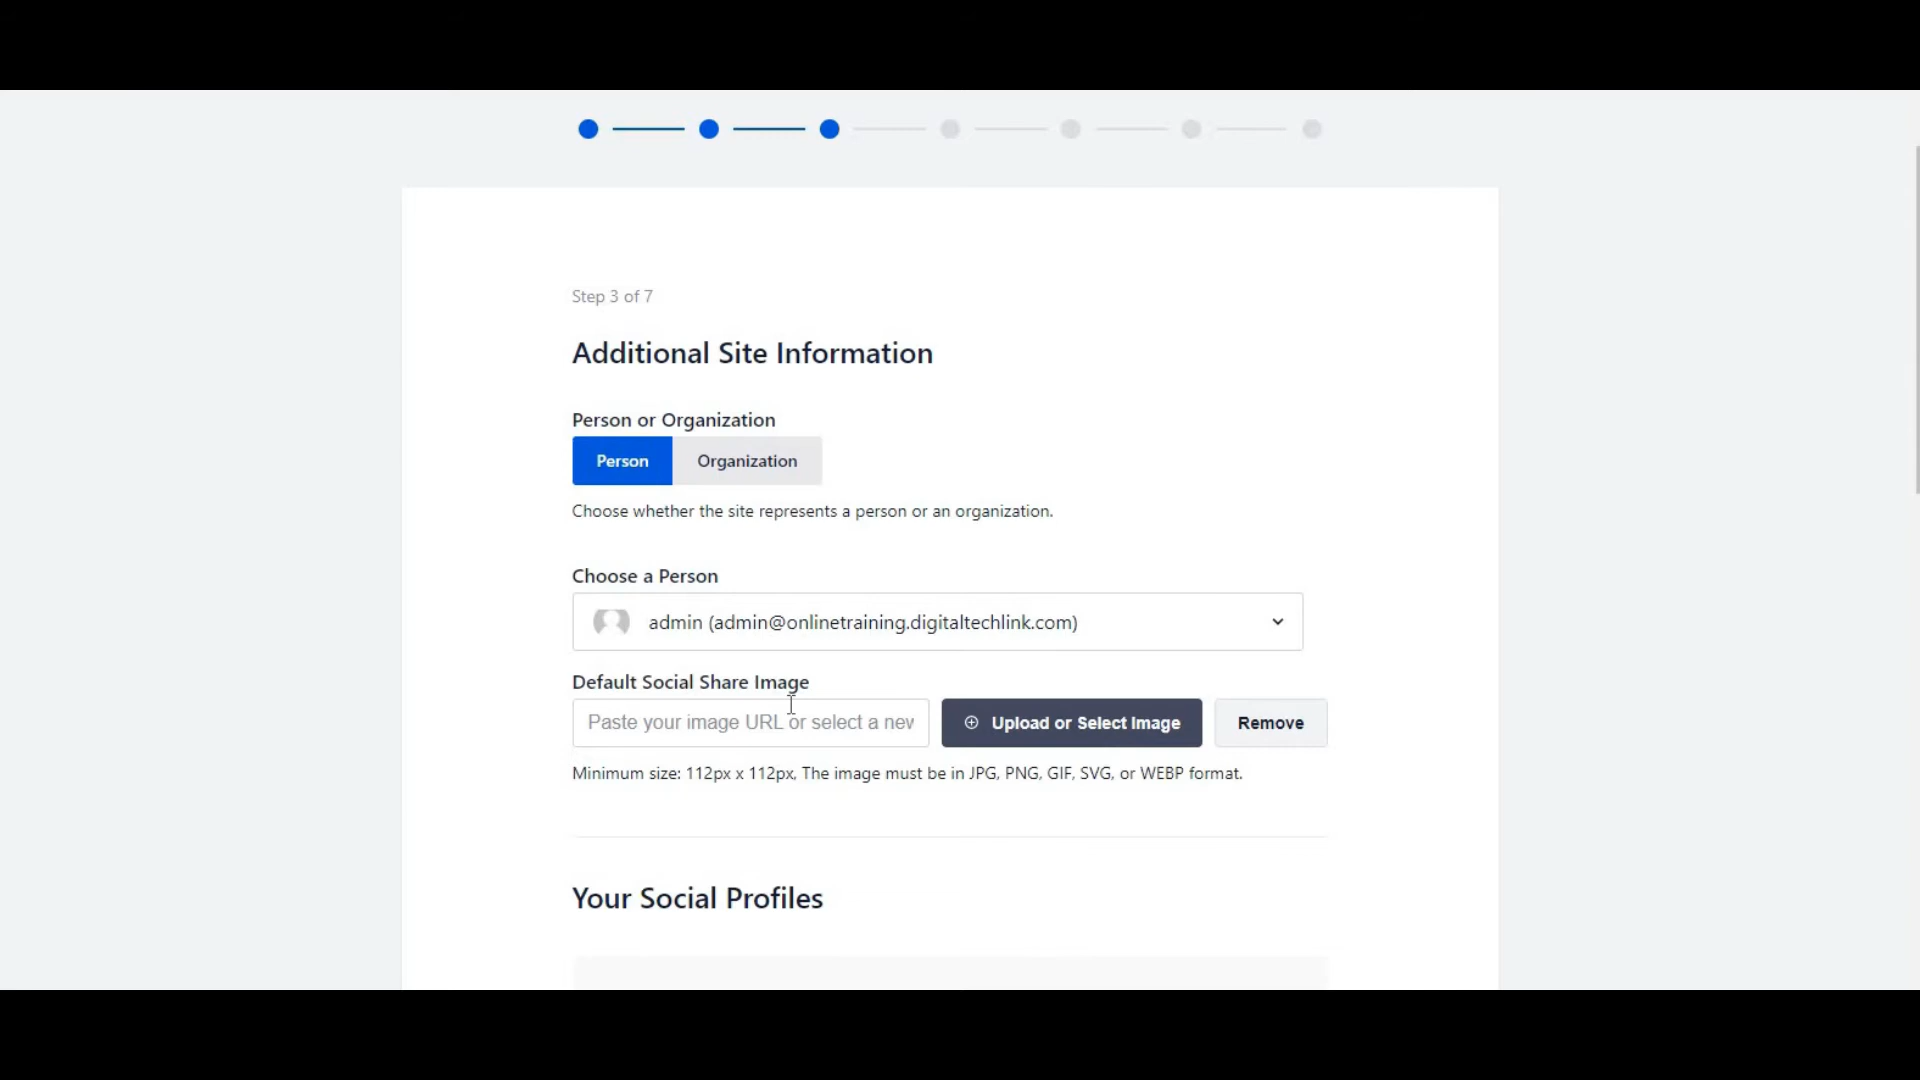 Step 3 of 7
Additional Site Information
Person or Organization
Person Organization
Choose whether the site represents a person or an organization.
Choose a Person
admin (admin@onlinetraining.digitaltechlink.com)
Default Social Share Image
Paste your image URL or select a new Upload or Select Image Remove
Minimum size: 112px x 112px, The image must be in JPG, PNG, GIF, SVG, or WEBP format.
Your Social Profiles